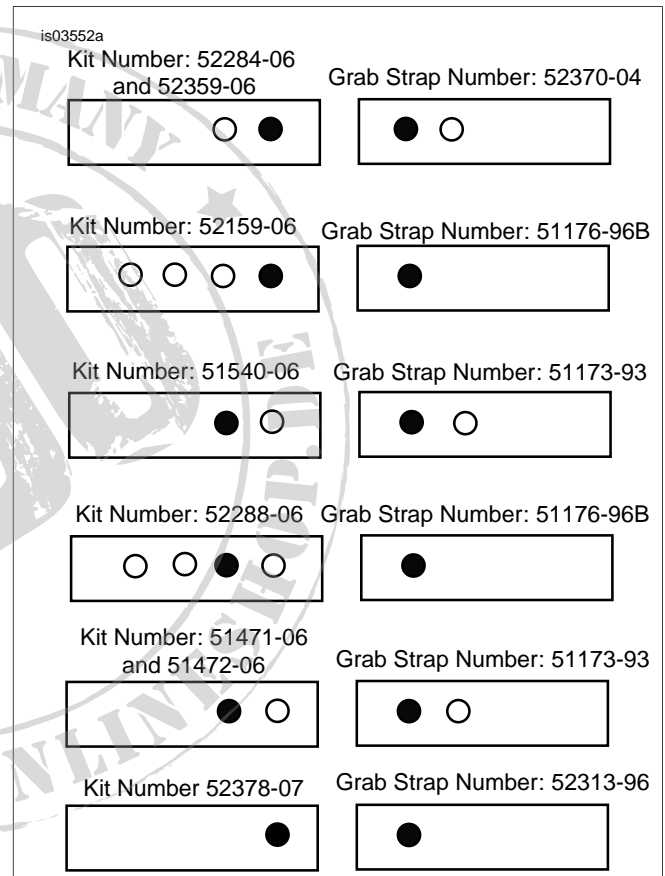 is03552a
Kit Number: 52284-06
and 52359-06
Grab Strap Number: 52370-04
Kit Number: 52159-06
Grab Strap Number: 51176-96B
Kit Number: 51540-06
Grab Strap Number: 51173-93
Kit Number: 52288-06
Grab Strap Number: 51176-96B
Kit Number: 51471-06
and 51472-06
Grab Strap Number: 51173-93
Kit Number 52378-07
Grab Strap Number: 52313-96